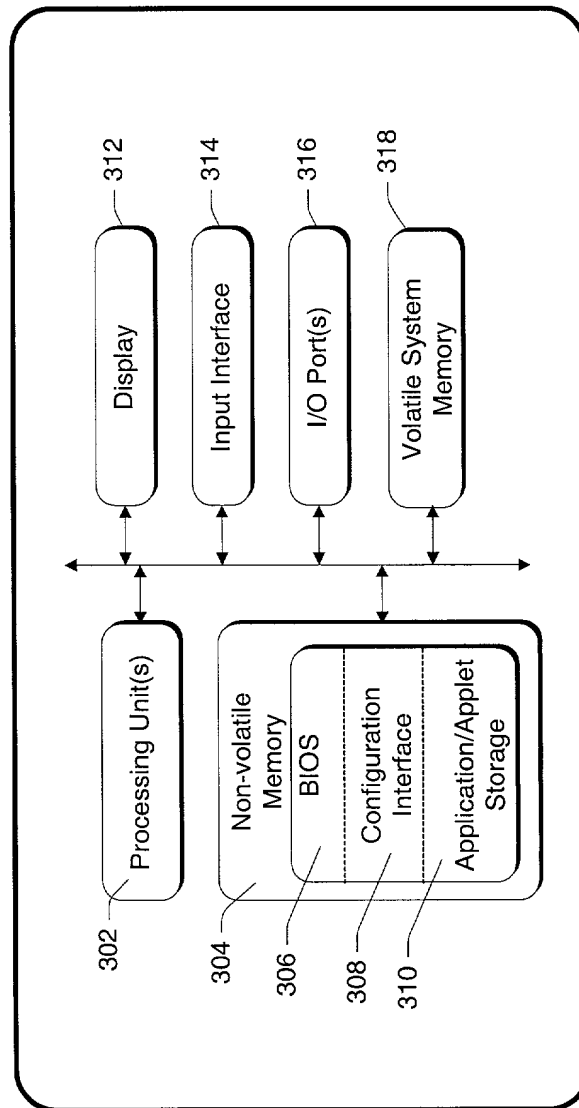 302
Processing Unit(s)
304
Non-volatile
Memory
306
BIOS
308
Configuration
Interface
310
Application/Applet
Storage
Display
312
Input Interface
314
I/O Port(s)
316
Volatile System
Memory
318